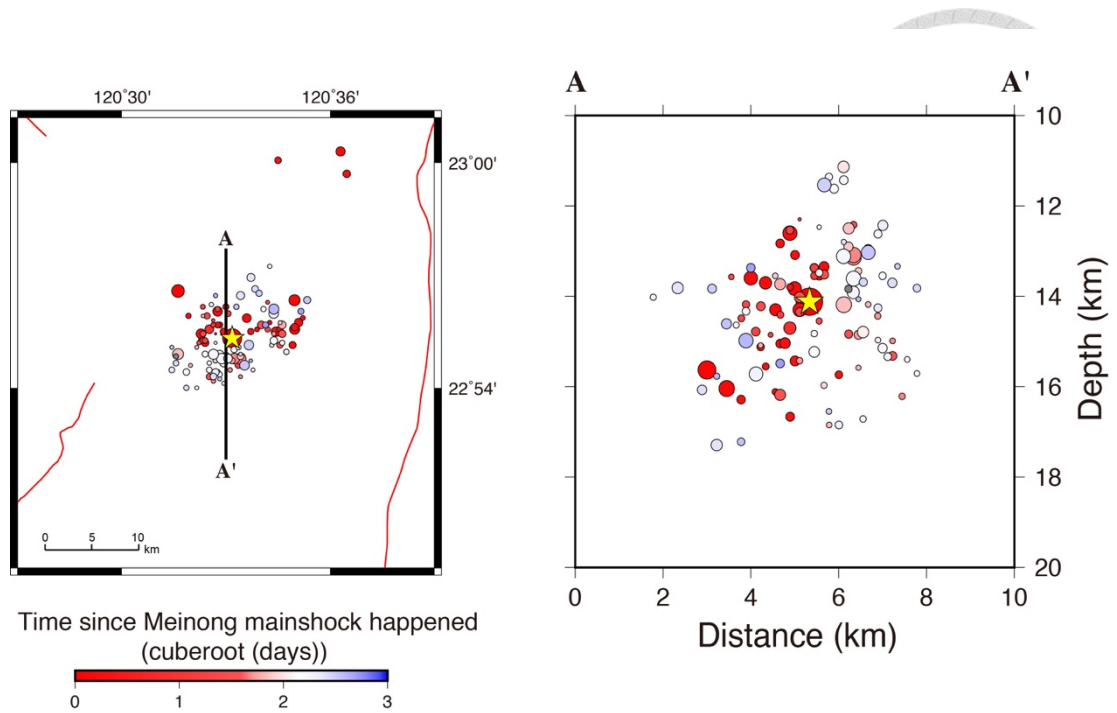 120˚30'
120˚36'
23˚00'
22˚54'
A
A'
0 5 10
km
Time since Meinong mainshock happened
(cuberoot (days))
0 1 2 3
A
A'
10
12
14
16
18
20
Depth (km)
0 2 4 6 8 10
Distance (km)